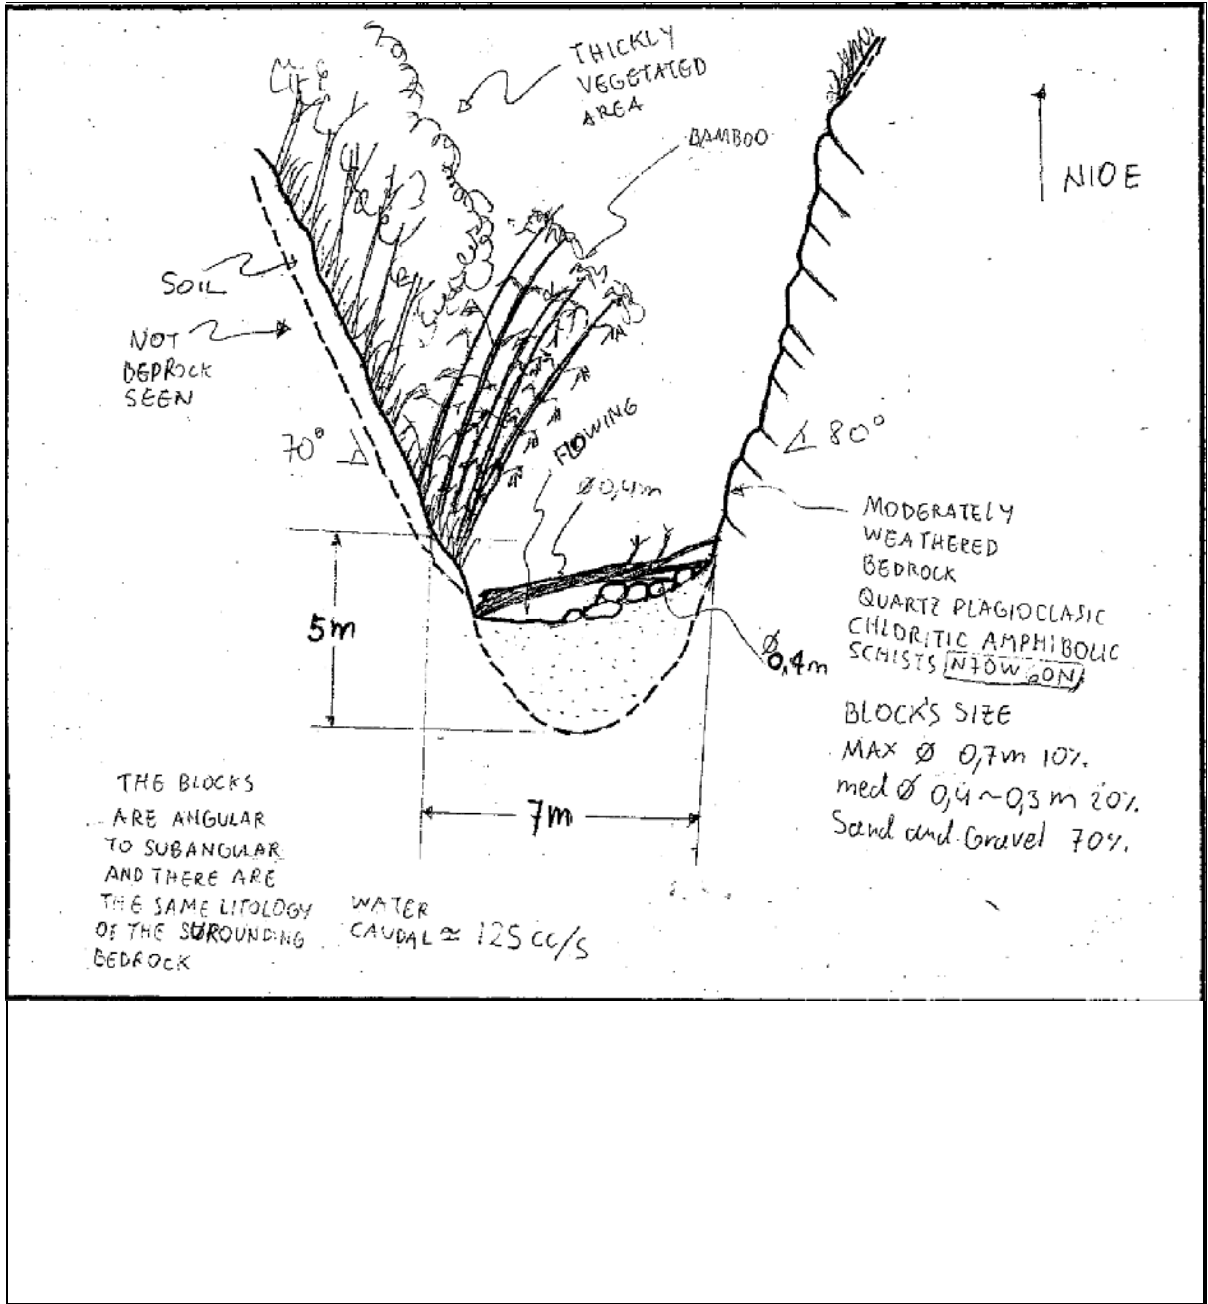 THICKLY
VEGETATED
AREA
BAMBOO
N10E
SOIL
NOT
BEDROCK
SEEN
70°
FLOWING
Ø 0,4m
80°
MODERATELY
WEATHERED
BEDROCK
QUARTZ PLAGIOCLASIC
CHLORITIC AMPHIBOLIC
SCHISTS N70W
5m
Ø
0,4m
BLOCK'S SIZE
MAX Ø 0,7m 10%.
med Ø 0,4~0,3 m 20%.
Sand and Gravel 70%.
7m
THE BLOCKS
ARE ANGULAR
TO SUBANGULAR
AND THERE ARE
THE SAME LITOLOGY
OF THE SUROUNDING
BEDROCK
WATER
CAUDAL ≃ 125 cc/s